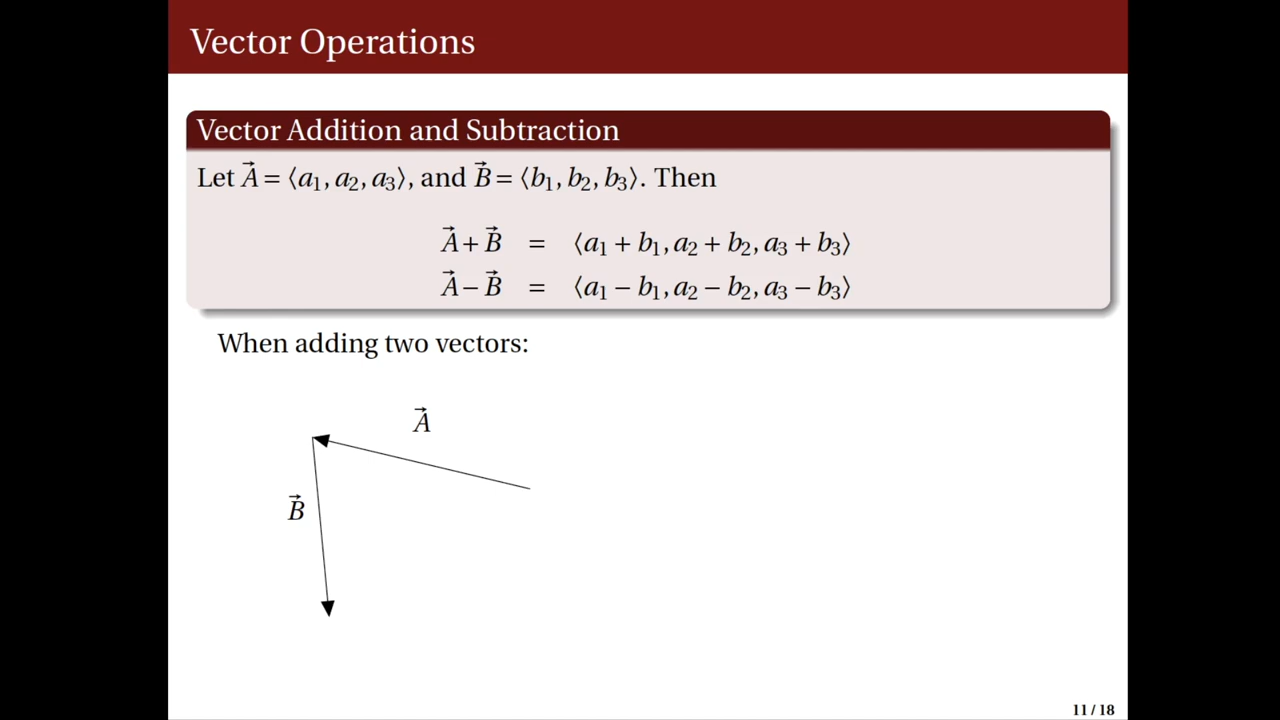 Vector Operations
Vector Addition and Subtraction
Let A⃗ = ⟨a₁, a₂, a₃⟩, and B⃗ = ⟨b₁, b₂, b₃⟩. Then
A⃗ + B⃗ = ⟨a₁ + b₁, a₂ + b₂, a₃ + b₃⟩
A⃗ − B⃗ = ⟨a₁ − b₁, a₂ − b₂, a₃ − b₃⟩
When adding two vectors:
A⃗
B⃗
11 / 18